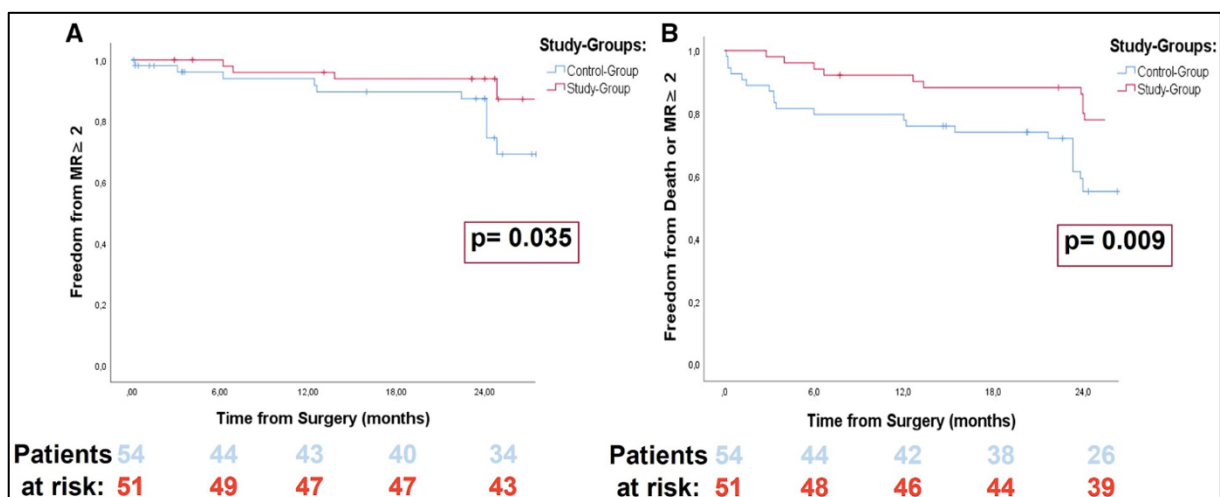 A
Study-Groups:
Control-Group
Study-Group
Freedom from MR≥ 2
1,0
0,8
0,6
0,4
0,2
0,0
p= 0.035
,00 6,00 12,00 18,00 24,00
Time from Surgery (months)
Patients 54 44 43 40 34
at risk: 51 49 47 47 43
B
Study-Groups:
Control-Group
Study-Group
Freedom from Death or MR≥ 2
1,0
0,8
0,6
0,4
0,2
0,0
p= 0.009
,0 6,0 12,0 18,0 24,0
Time from Surgery (months)
Patients 54 44 42 38 26
at risk: 51 48 46 44 39